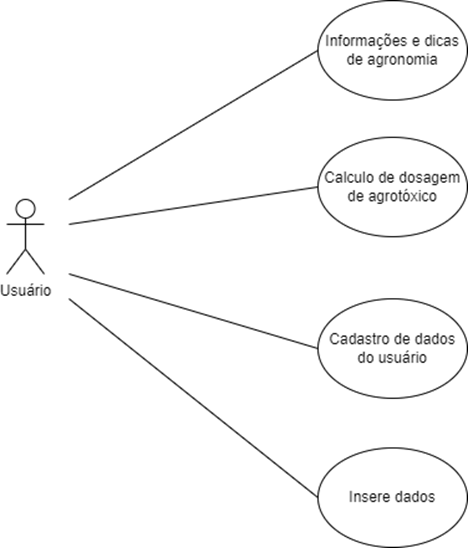 Informações e dicas
de agronomia
Calculo de dosagem
de agrotóxico
Usuário
Cadastro de dados
do usuário
Insere dados